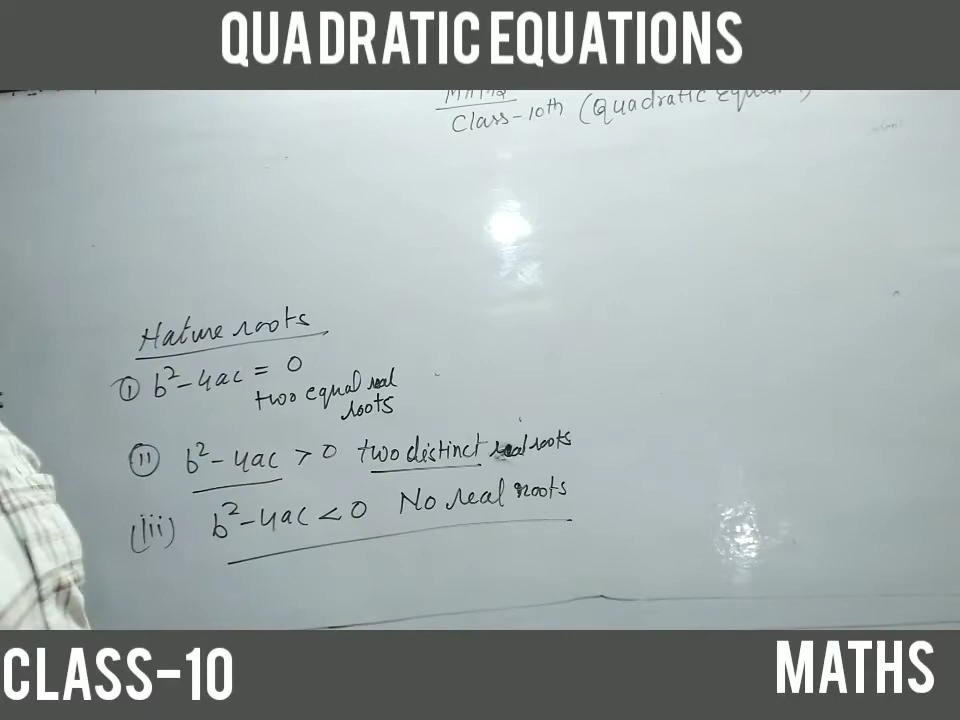 QUADRATIC EQUATIONS
Class-10th (Quadratic
Nature roots
(i) b²-4ac = 0
two equal real
roots
(ii) b²-4ac > 0 two distinct real roots
(iii) b²-4ac < 0 No real roots
CLASS-10
MATHS